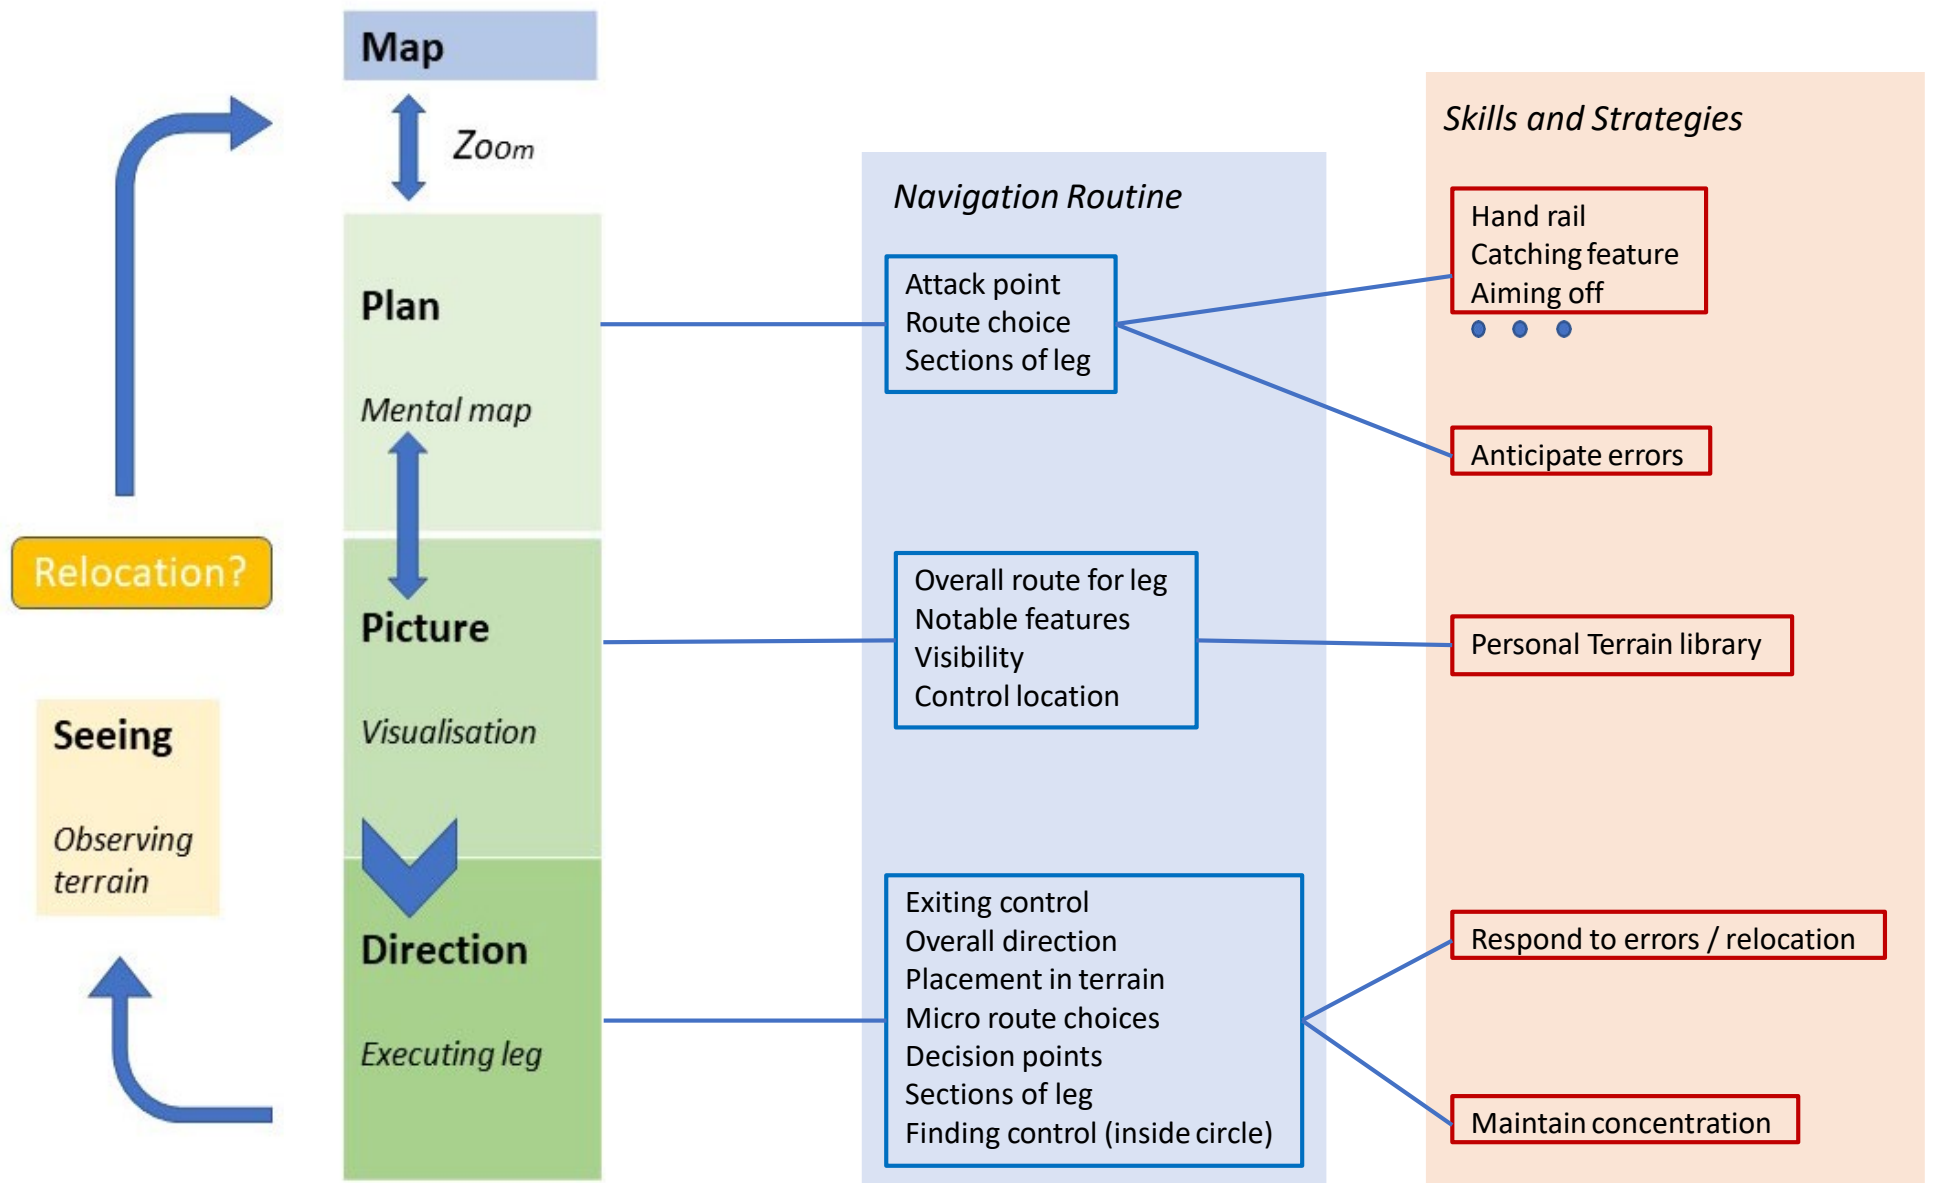 Map
Zoom
Plan
Mental map
Relocation?
Picture
Visualisation
Seeing
Observing
terrain
Direction
Executing leg
Navigation Routine
Attack point
Route choice
Sections of leg
Overall route for leg
Notable features
Visibility
Control location
Exiting control
Overall direction
Placement in terrain
Micro route choices
Decision points
Sections of leg
Finding control (inside circle)
Skills and Strategies
Hand rail
Catching feature
Aiming off
Anticipate errors
Personal Terrain library
Respond to errors / relocation
Maintain concentration